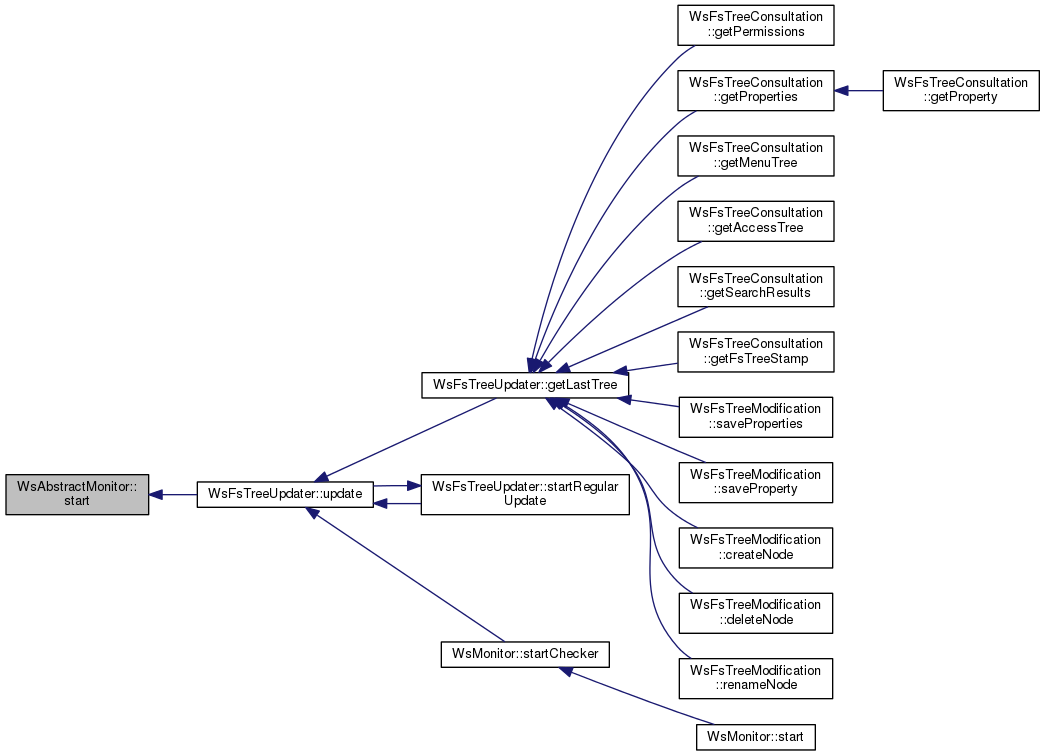 WsFsTreeConsultation
::getPermissions
WsFsTreeConsultation
::getProperties
WsFsTreeConsultation
::getProperty
WsFsTreeConsultation
::getMenuTree
WsFsTreeConsultation
::getAccessTree
WsFsTreeConsultation
::getSearchResults
WsFsTreeConsultation
::getFsTreeStamp
WsFsTreeUpdater::getLastTree
WsFsTreeModification
::saveProperties
WsFsTreeModification
::saveProperty
WsAbstractMonitor::
start
WsFsTreeUpdater::update
WsFsTreeUpdater::startRegular
Update
WsFsTreeModification
::createNode
WsFsTreeModification
::deleteNode
WsMonitor::startChecker
WsFsTreeModification
::renameNode
WsMonitor::start